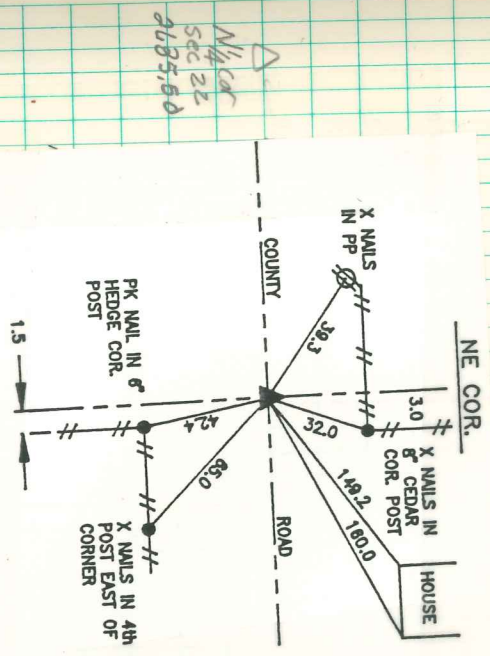 △
N¼ cor
sec 22
2685.60
NE COR.
X NAILS
IN PP
3.0
X NAILS IN
8" CEDAR
COR. POST
HOUSE
39.3
32.0
149.2
160.0
COUNTY
ROAD
42.4
65.0
PK NAIL IN 6"
HEDGE COR.
POST
X NAILS IN 4th
POST EAST OF
CORNER
1.5